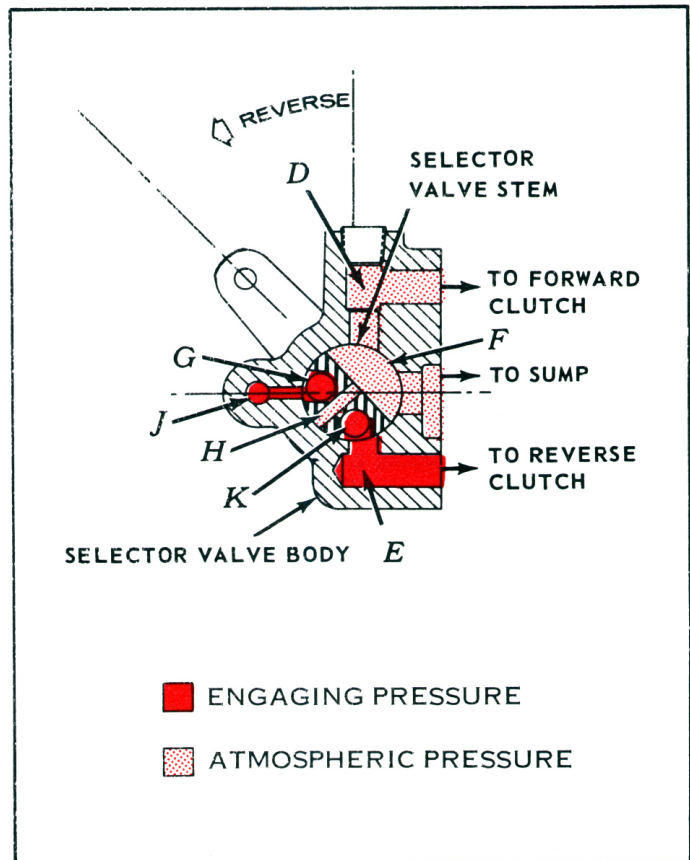 REVERSE
D
SELECTOR
VALVE STEM
TO FORWARD
CLUTCH
F
G
TO SUMP
J
H
TO REVERSE
CLUTCH
K
SELECTOR VALVE BODY
E
ENGAGING PRESSURE
ATMOSPHERIC PRESSURE